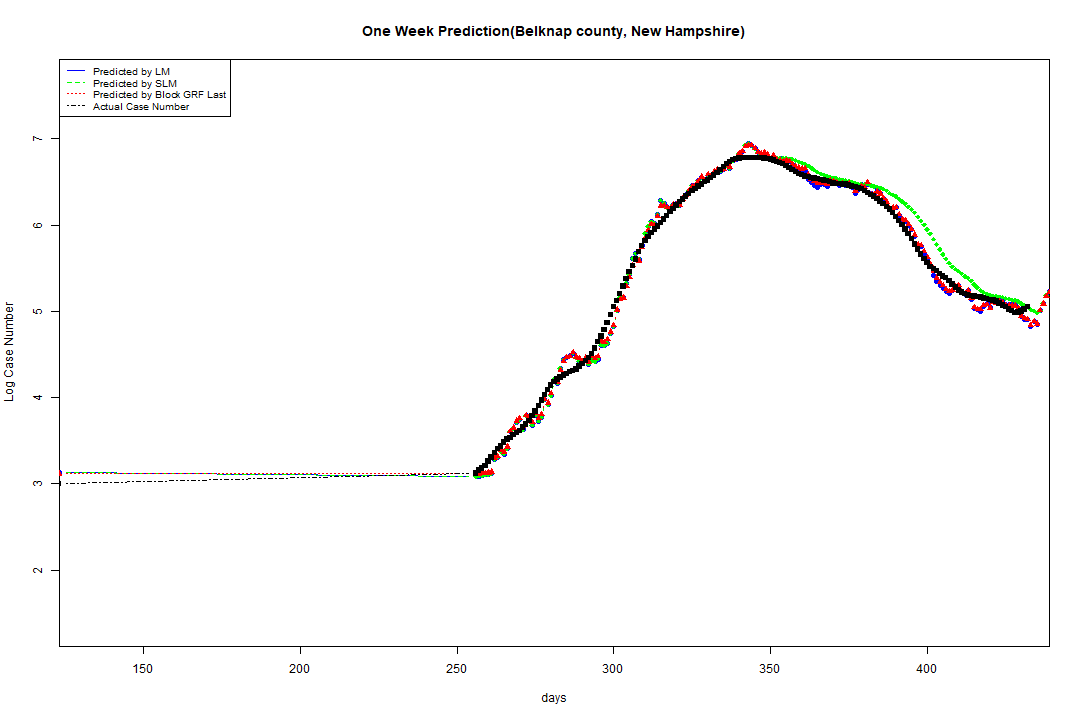 One Week Prediction(Belknap county, New Hampshire)
Predicted by LM
Predicted by SLM
Predicted by Block GRF Last
Actual Case Number
7
6
5
4
3
2
Log Case Number
150 200 250 300 350 400
days